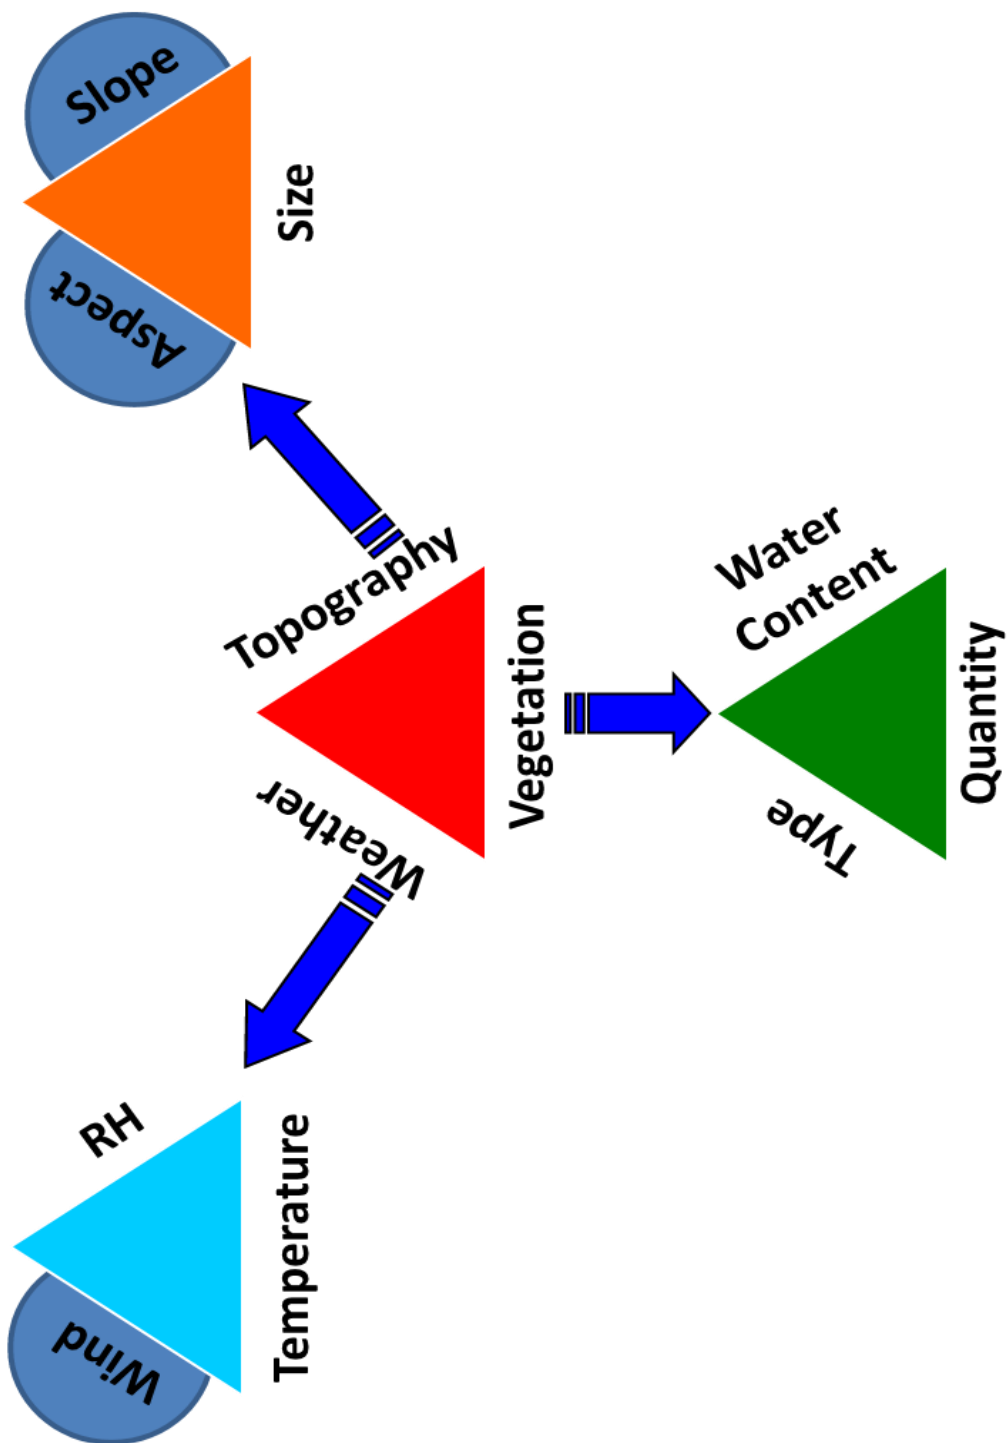 Slope
Aspect
Size
Topography
Weather
Vegetation
Water
Content
Type
Quantity
RH
Wind
Temperature